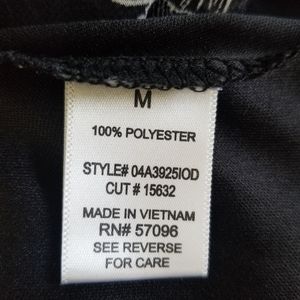 M
100% POLYESTER
STYLE# 04A3925IOD
CUT # 15632
MADE IN VIETNAM
RN# 57096
SEE REVERSE
FOR CARE